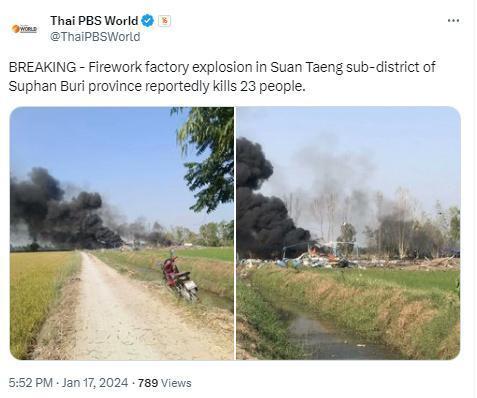 Thai PBS World
@ThaiPBSWorld
BREAKING - Firework factory explosion in Suan Taeng sub-district of
Suphan Buri province reportedly kills 23 people.
5:52 PM · Jan 17, 2024 · 789 Views